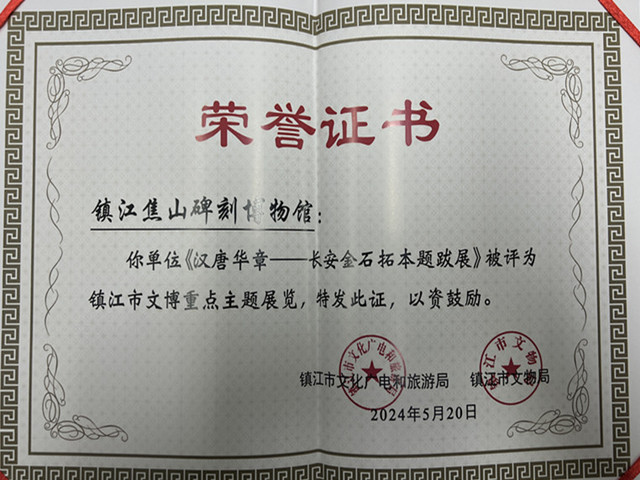 荣誉证书
镇江焦山碑刻博物馆：
你单位《汉唐华章——长安金石拓本题跋展》被评为
镇江市文博重点主题展览，特发此证，以资鼓励。
镇江市文化广电和旅游局 镇江市文物局
2024年5月20日